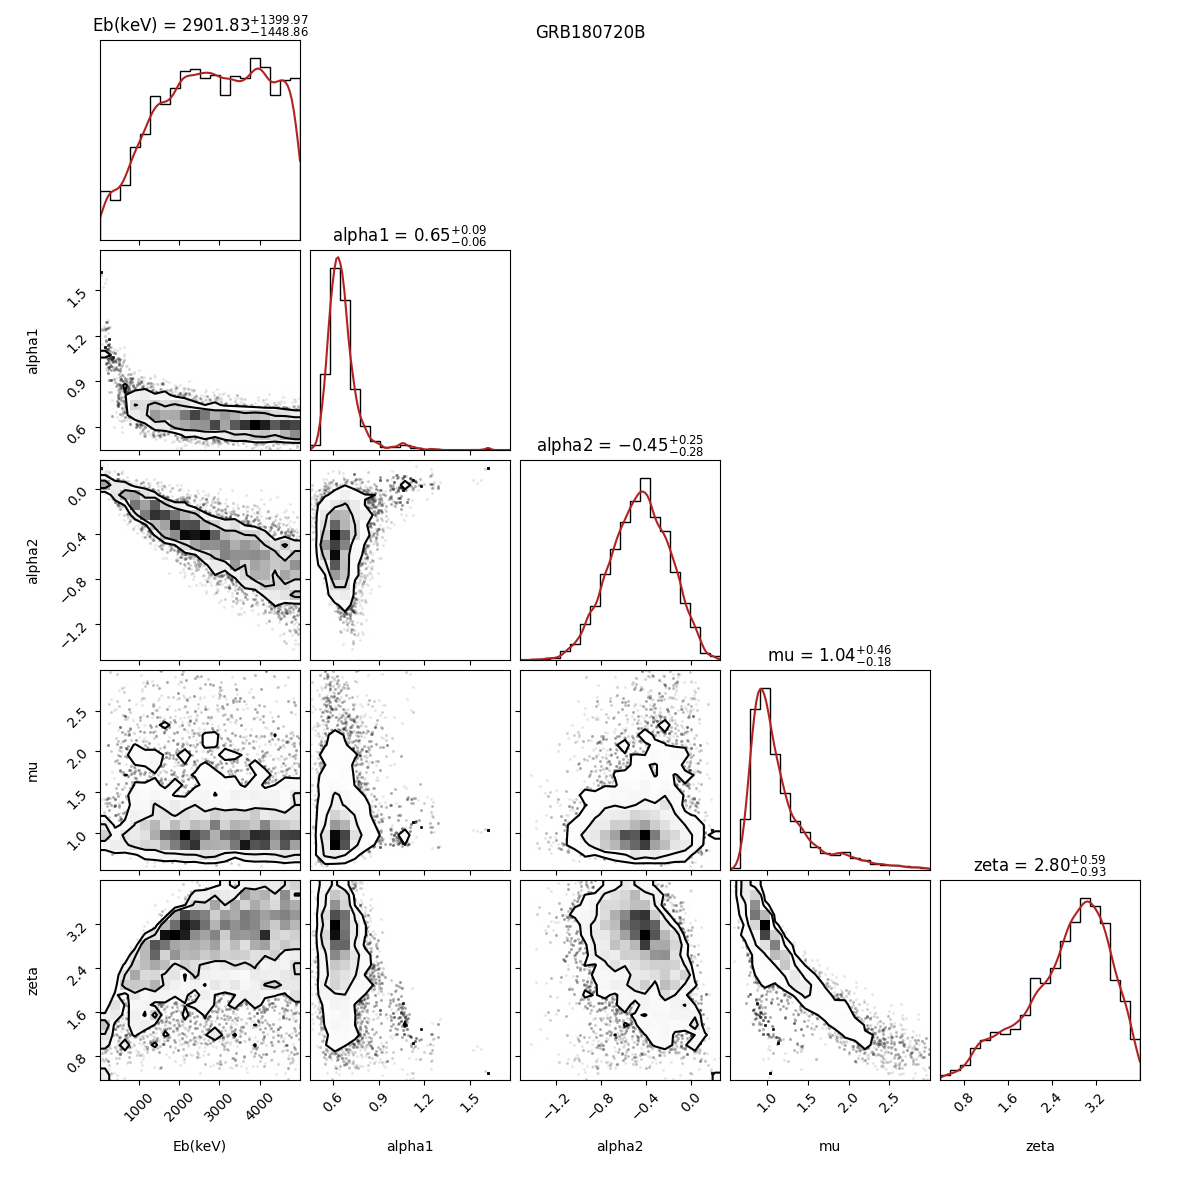 Eb(keV) = 2901.83+1399.97−1448.86
GRB180720B
alpha1 = 0.65+0.09−0.06
1.5
1.2
0.9
0.6
alpha1
alpha2 = −0.45+0.25−0.28
0.0
−0.4
−0.8
−1.2
alpha2
mu = 1.04+0.46−0.18
2.5
2.0
1.5
1.0
mu
zeta = 2.80+0.59−0.93
3.2
2.4
1.6
0.8
zeta
1000 2000 3000 4000
0.6 0.9 1.2 1.5
−1.2 −0.8 −0.4 0.0
1.0 1.5 2.0 2.5
0.8 1.6 2.4 3.2
Eb(keV) alpha1 alpha2 mu zeta